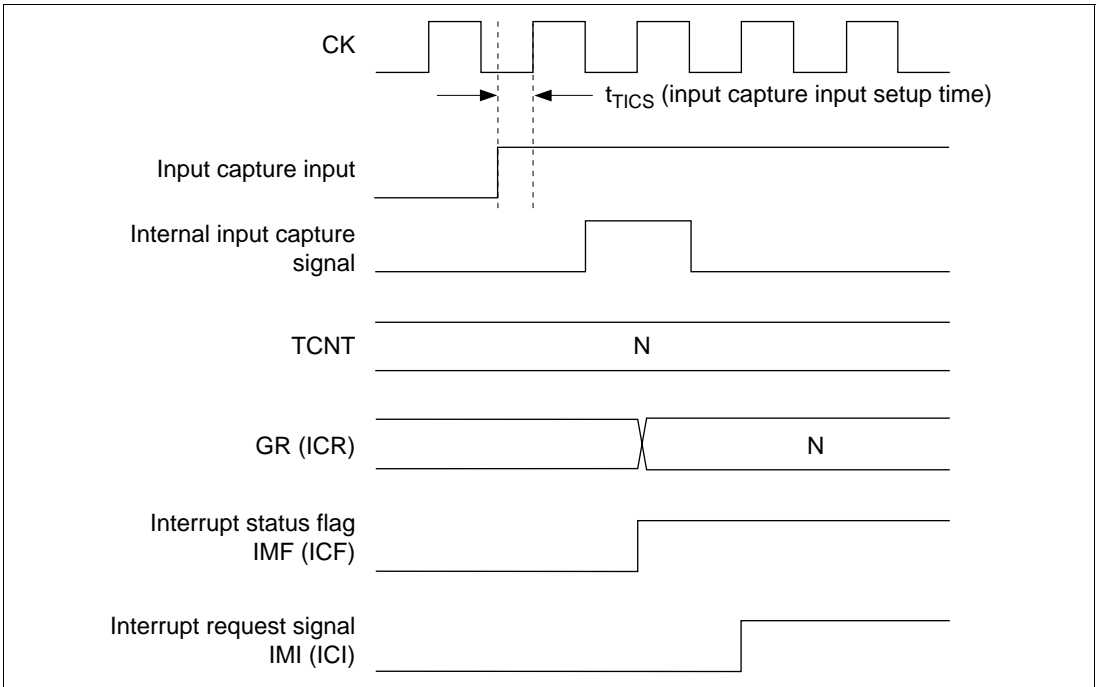 CK
t_TICS (input capture input setup time)
Input capture input
Internal input capture
signal
TCNT
N
GR (ICR)
N
Interrupt status flag
IMF (ICF)
Interrupt request signal
IMI (ICI)